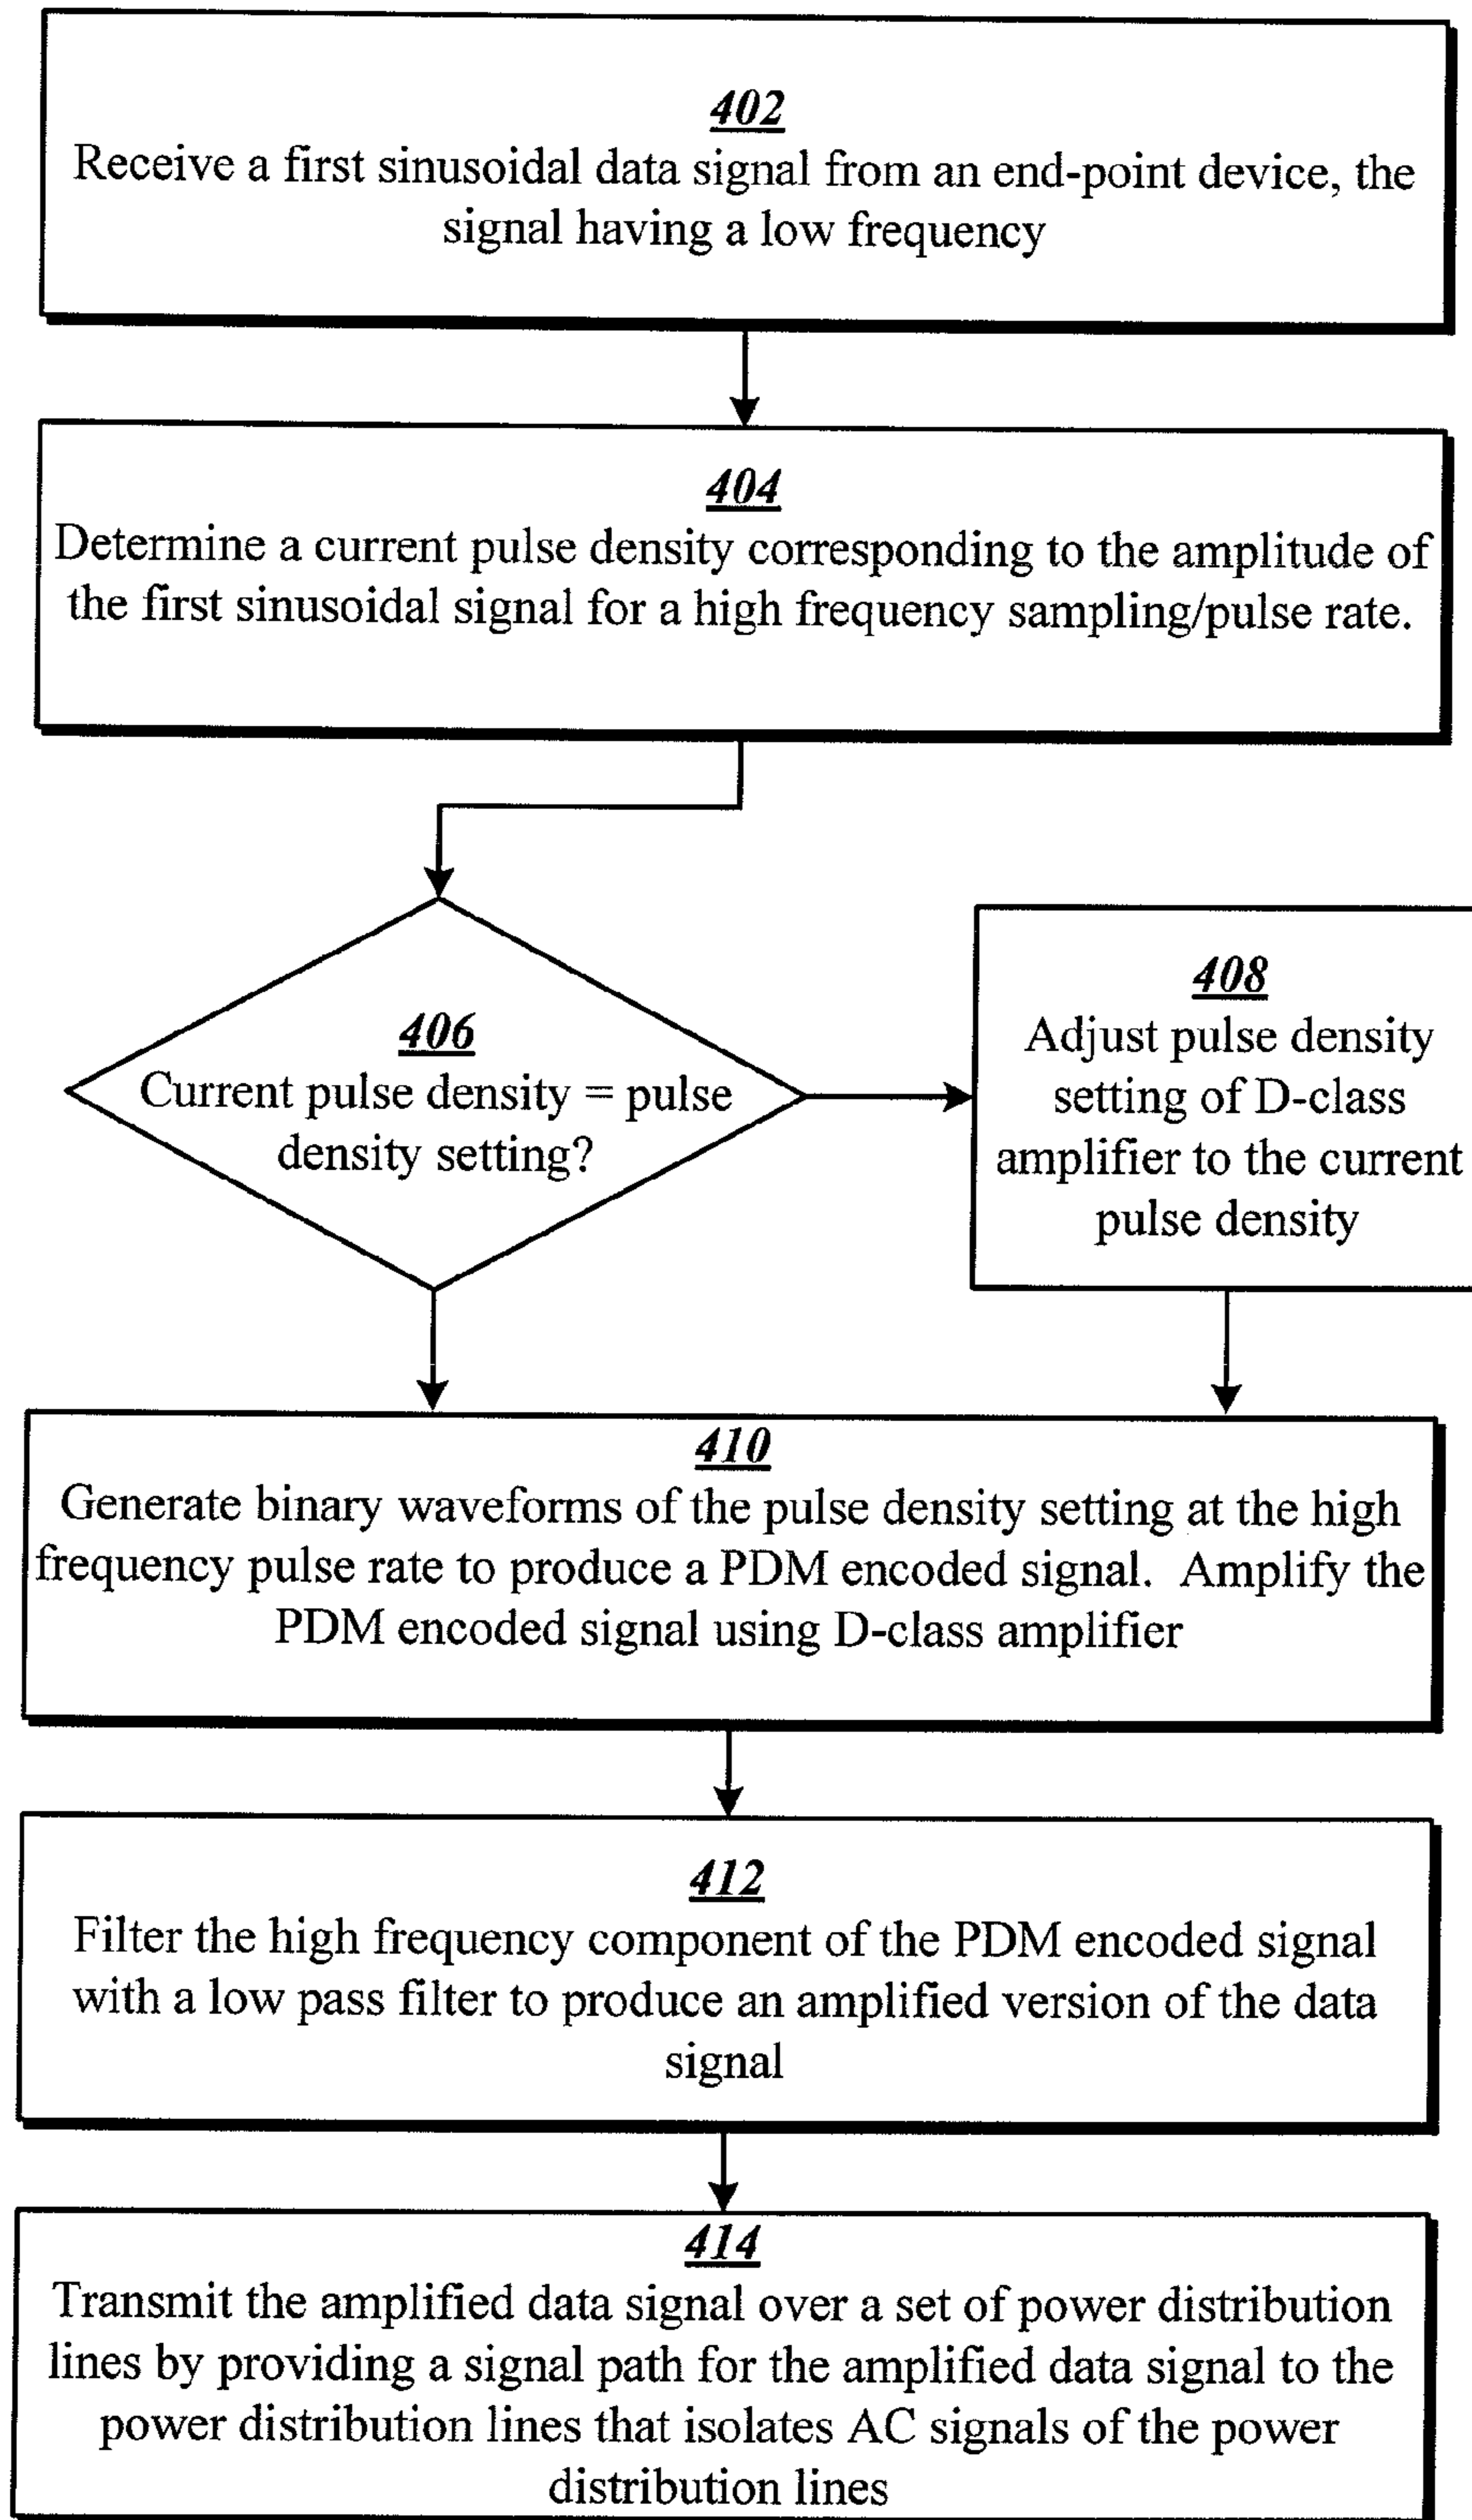 402
Receive a first sinusoidal data signal from an end-point device, the
signal having a low frequency
404
Determine a current pulse density corresponding to the amplitude of
the first sinusoidal signal for a high frequency sampling/pulse rate.
406
Current pulse density = pulse
density setting?
408
Adjust pulse density
setting of D-class
amplifier to the current
pulse density
410
Generate binary waveforms of the pulse density setting at the high
frequency pulse rate to produce a PDM encoded signal. Amplify the
PDM encoded signal using D-class amplifier
412
Filter the high frequency component of the PDM encoded signal
with a low pass filter to produce an amplified version of the data
signal
414
Transmit the amplified data signal over a set of power distribution
lines by providing a signal path for the amplified data signal to the
power distribution lines that isolates AC signals of the power
distribution lines